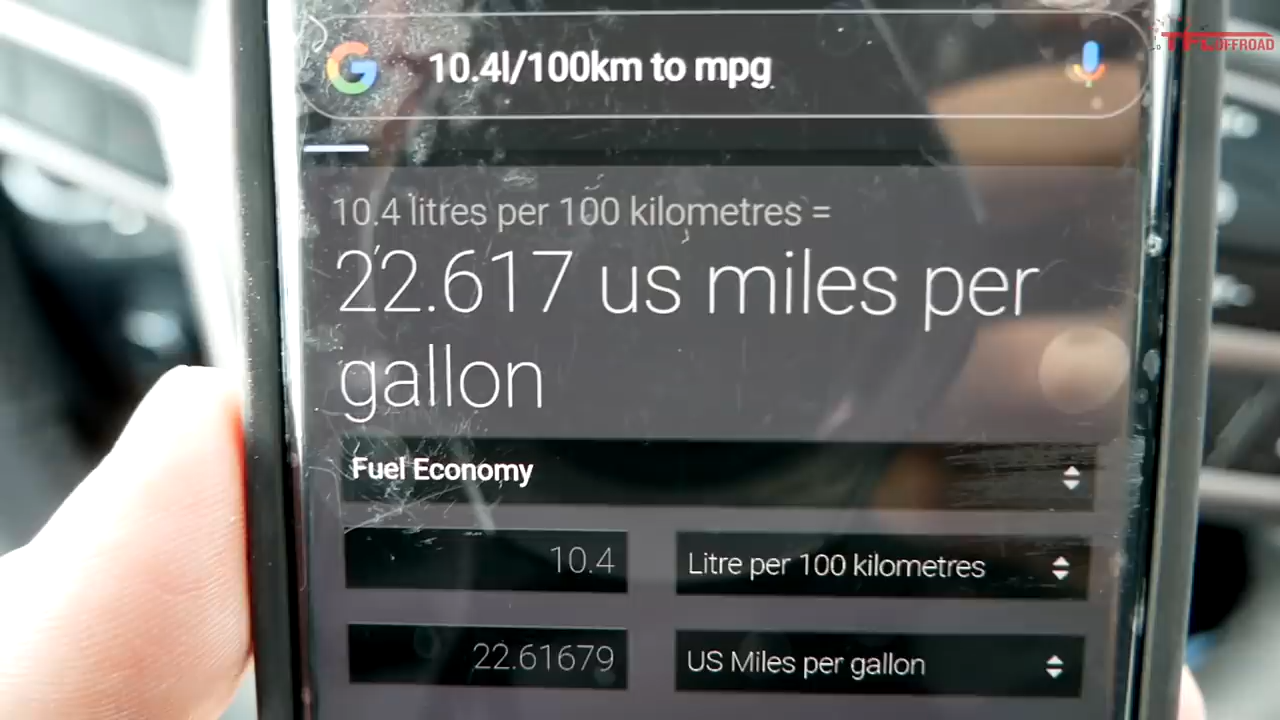 TFLOFFROAD
10.4l/100km to mpg
10.4 litres per 100 kilometres =
22.617 us miles per
gallon
Fuel Economy
10.4 Litre per 100 kilometres
22.61679 US Miles per gallon